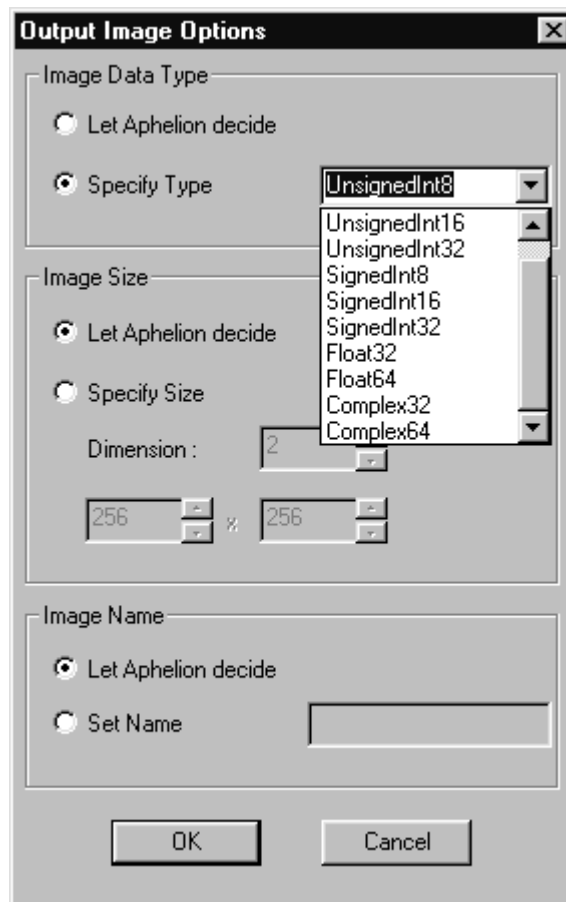 Output Image Options
Image Data Type
Let Aphelion decide
Specify Type
UnsignedInt8
UnsignedInt16
UnsignedInt32
SignedInt8
SignedInt16
SignedInt32
Float32
Float64
Complex32
Complex64
Image Size
Let Aphelion decide
Specify Size
Dimension :
2
256 x 256
Image Name
Let Aphelion decide
Set Name
OK
Cancel